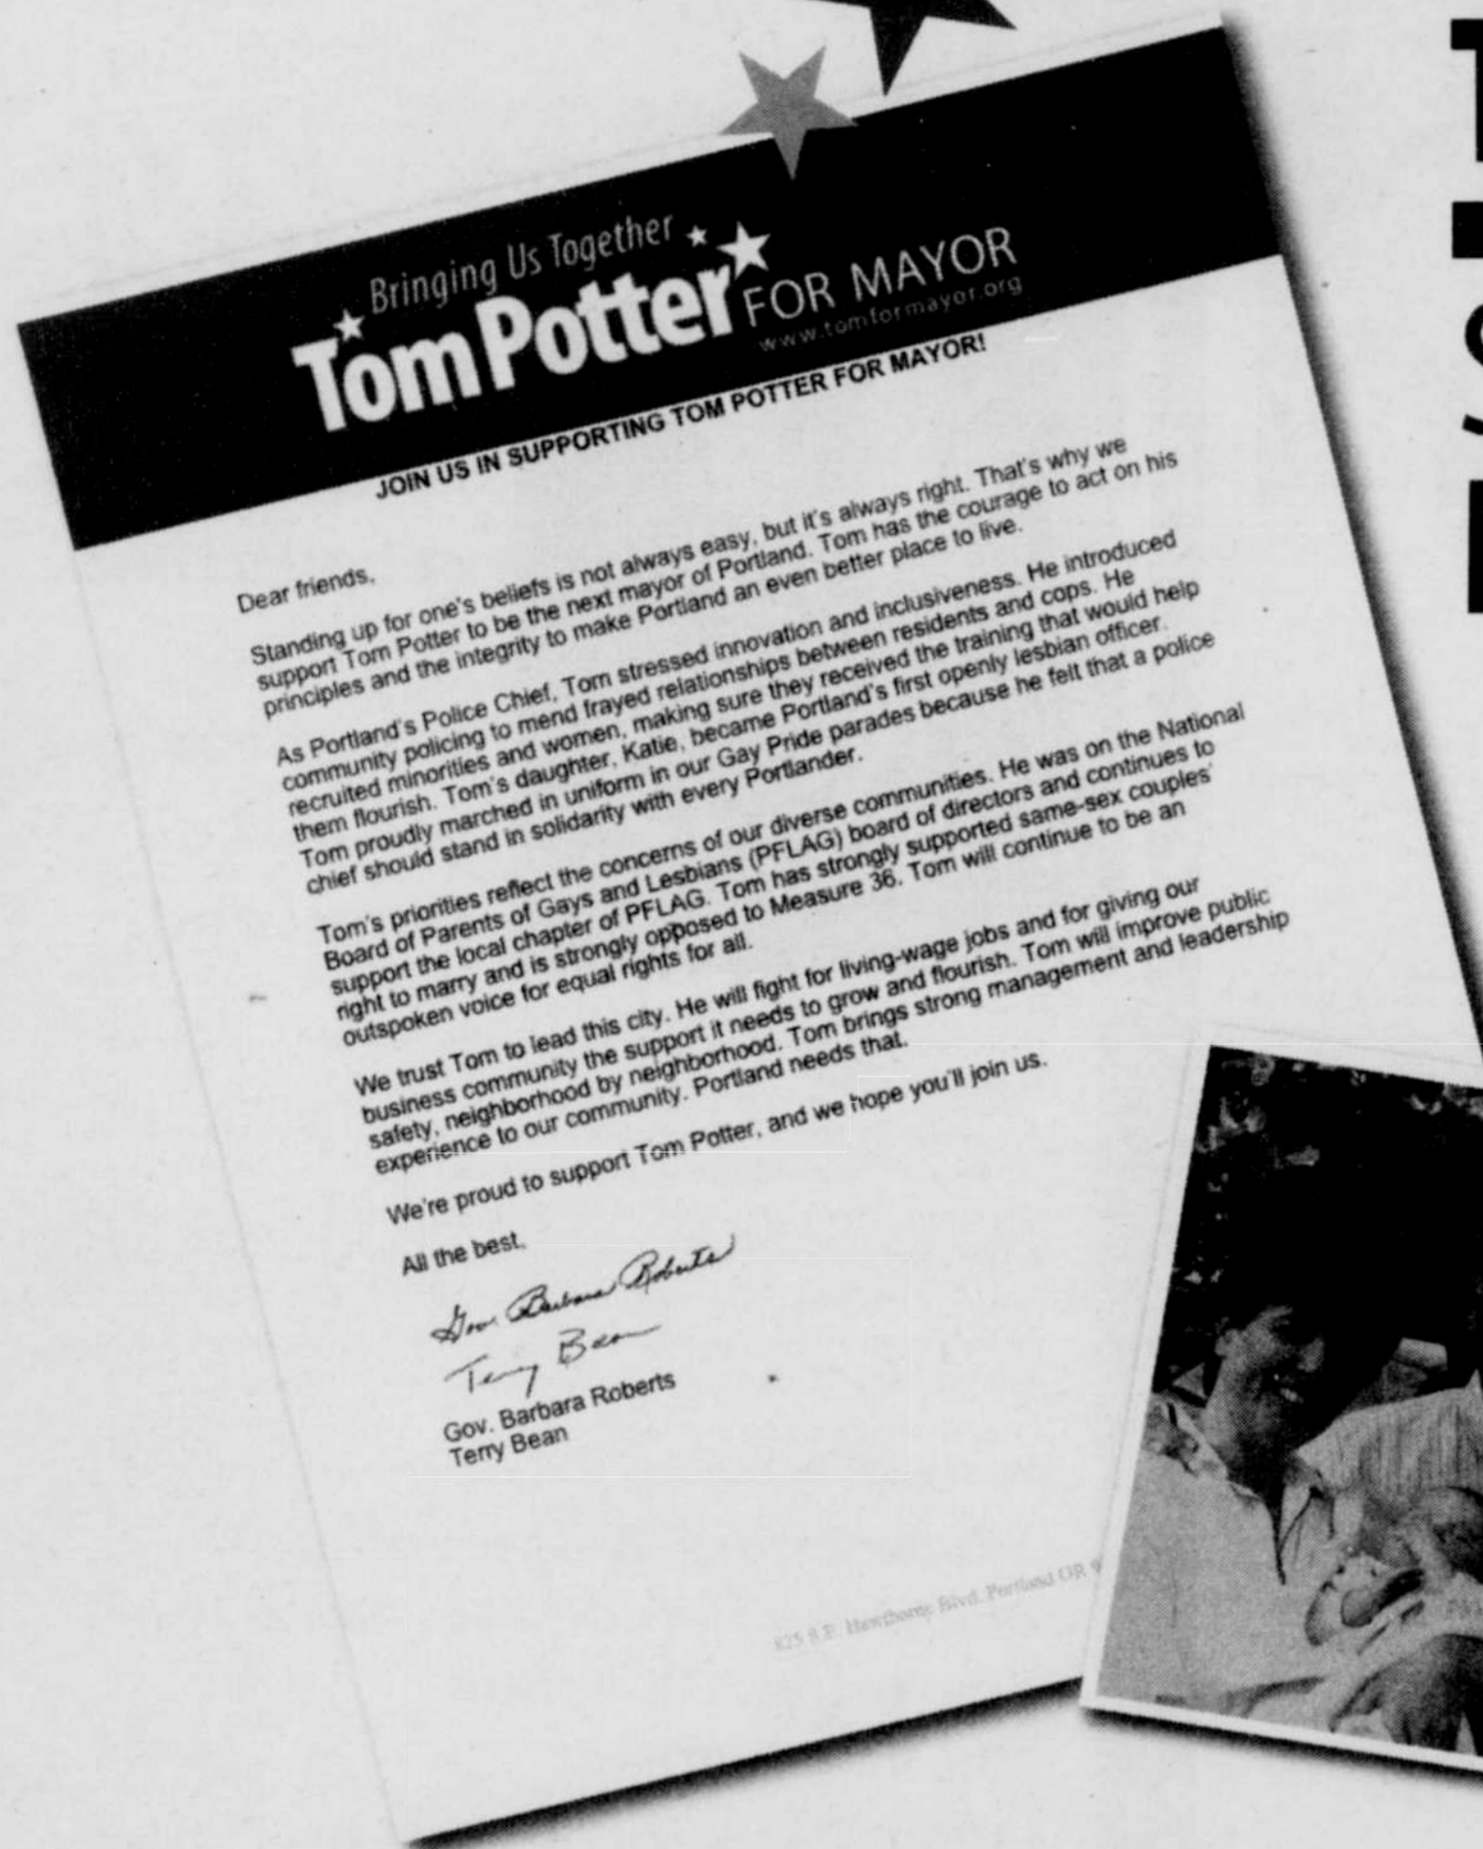 Bringing Us Together
Tom Potter FOR MAYOR
www.tomformayor.org
JOIN US IN SUPPORTING TOM POTTER FOR MAYOR!
Dear friends,
Standing up for one's beliefs is not always easy, but it's always right. That's why we
support Tom Potter to be the next mayor of Portland. Tom has the courage to act on his
principles and the integrity to make Portland an even better place to live.
As Portland's Police Chief, Tom stressed innovation and inclusiveness. He introduced
community policing to mend frayed relationships between residents and cops. He
recruited minorities and women, making sure they received the training that would help
them flourish. Tom's daughter, Katie, became Portland's first openly lesbian officer.
Tom proudly marched in uniform in our Gay Pride parades because he felt that a police
chief should stand in solidarity with every Portlander.
Tom's priorities reflect the concerns of our diverse communities. He was on the National
Board of Parents of Gays and Lesbians (PFLAG) board of directors and continues to
support the local chapter of PFLAG. Tom has strongly supported same-sex couples'
right to marry and is strongly opposed to Measure 36. Tom will continue to be an
outspoken voice for equal rights for all.
We trust Tom to lead this city. He will fight for living-wage jobs and for giving our
business community the support it needs to grow and flourish. Tom will improve public
safety, neighborhood by neighborhood. Tom brings strong management and leadership
experience to our community. Portland needs that.
We're proud to support Tom Potter, and we hope you'll join us.
All the best,
Gov. Barbara Roberts
Terry Bean
Gov. Barbara Roberts
Terry Bean
825 S.E. Hawthorne Blvd. Portland OR 9